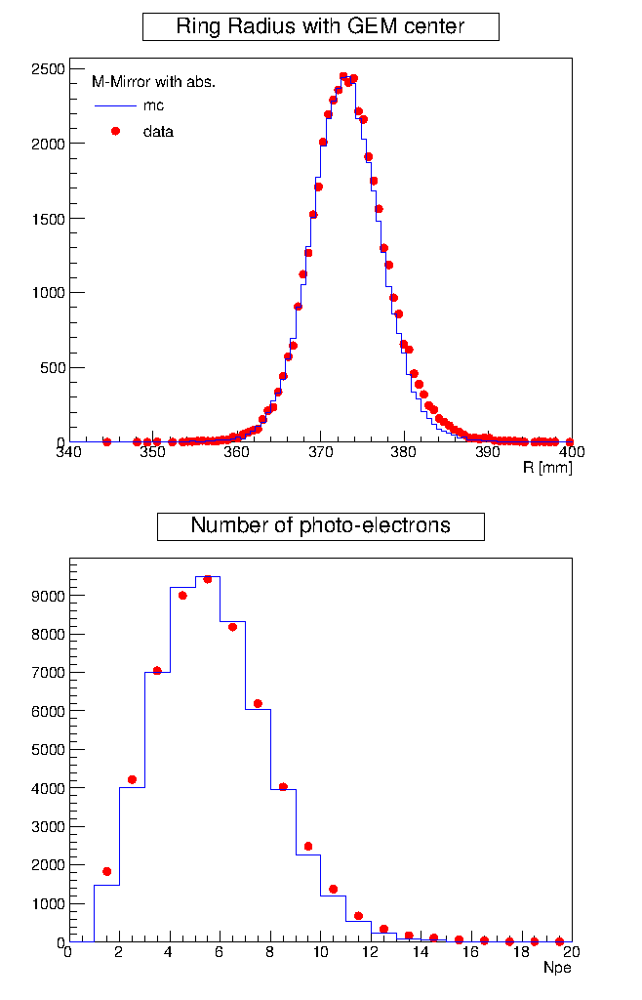 Ring Radius with GEM center
M-Mirror with abs.
mc
data
2500
2000
1500
1000
500
0
340 350 360 370 380 390 400
R [mm]
Number of photo-electrons
9000
8000
7000
6000
5000
4000
3000
2000
1000
0
0 2 4 6 8 10 12 14 16 18 20
Npe